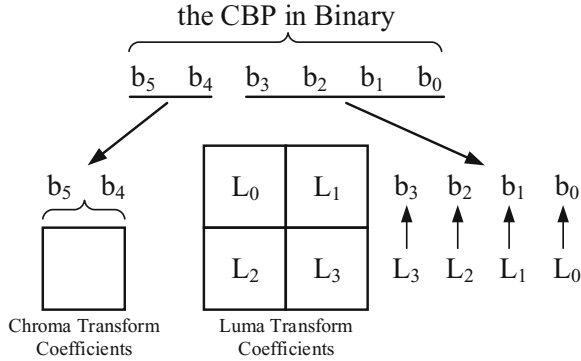 the CBP in Binary
b5 b4 b3 b2 b1 b0
b5 b4 L0 L1 b3 b2 b1 b0
L2 L3 L3 L2 L1 L0
Chroma Transform Luma Transform
Coefficients Coefficients